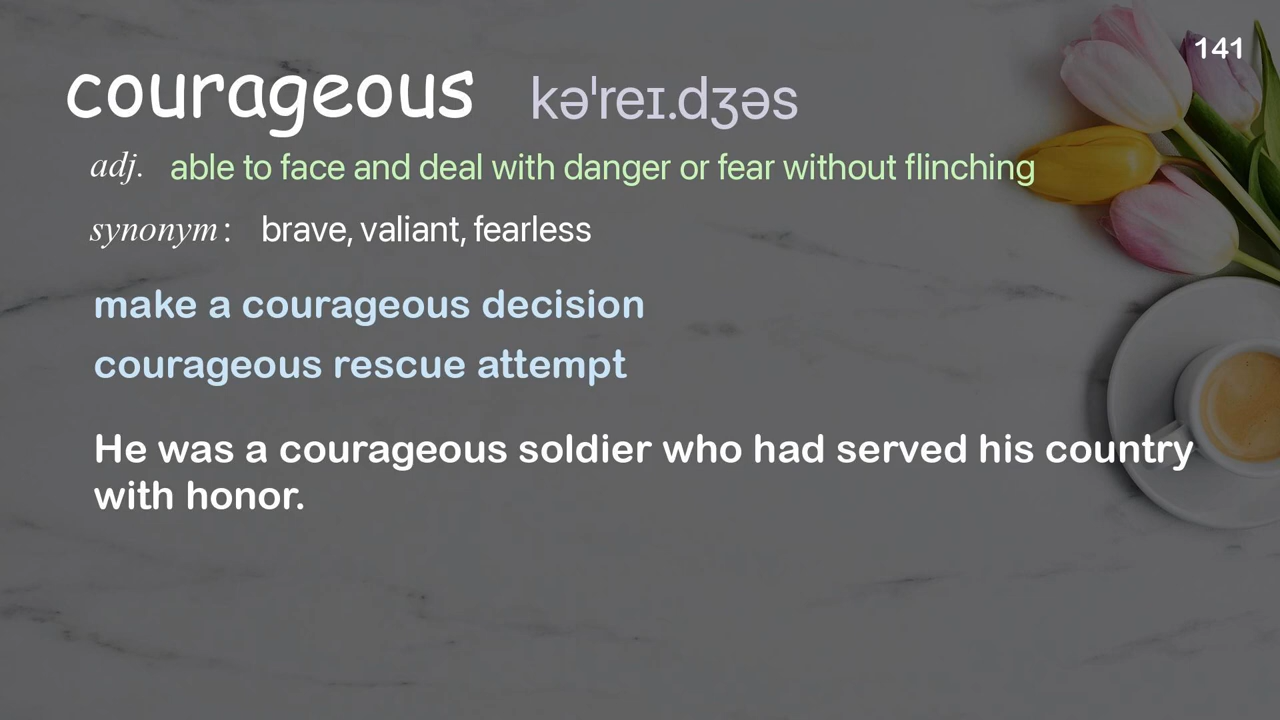 141
courageous kəˈreɪ.dʒəs
adj. able to face and deal with danger or fear without flinching
synonym: brave, valiant, fearless
make a courageous decision
courageous rescue attempt
He was a courageous soldier who had served his country
with honor.